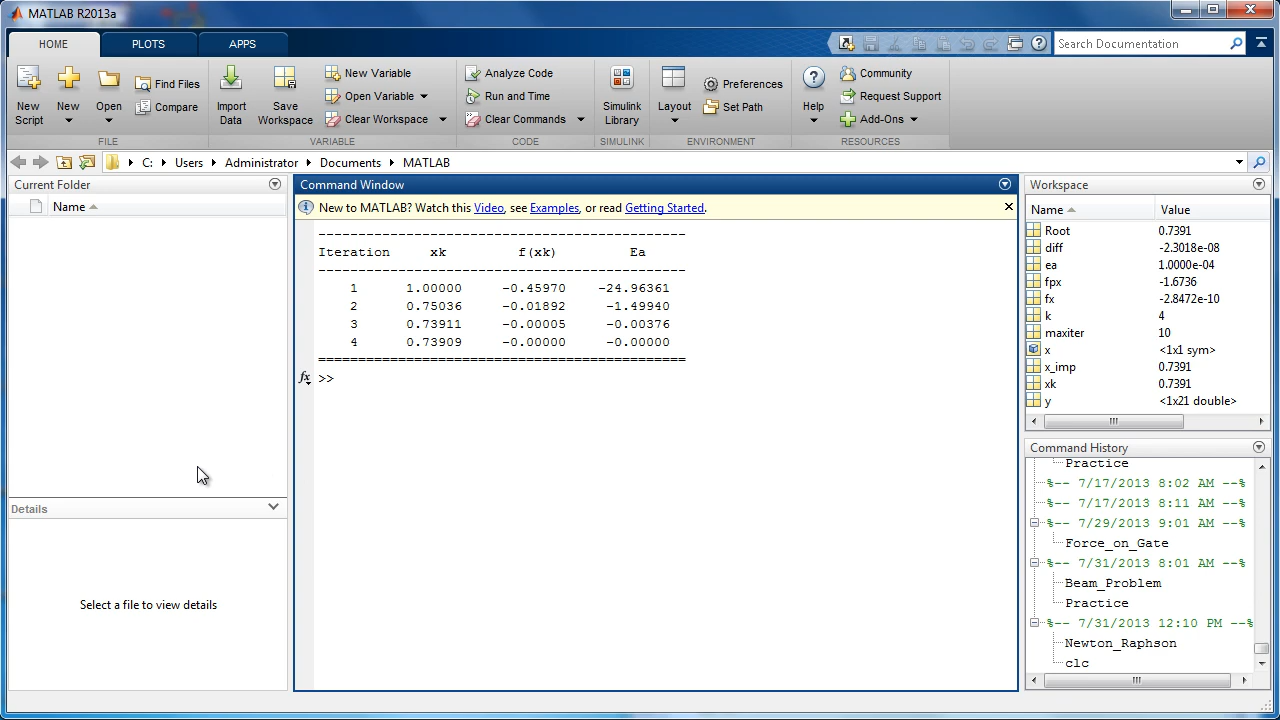 MATLAB R2013a
HOME PLOTS APPS
Search Documentation
New Script
New
Open
Find Files
Compare
FILE
Import Data
Save Workspace
New Variable
Open Variable
Clear Workspace
VARIABLE
Analyze Code
Run and Time
Clear Commands
CODE
Simulink Library
SIMULINK
Layout
Preferences
Set Path
ENVIRONMENT
Help
Community
Request Support
Add-Ons
RESOURCES
C: Users Administrator Documents MATLAB
Current Folder
Name
Details
Select a file to view details
Command Window
New to MATLAB? Watch this Video, see Examples, or read Getting Started.
----------------------------------------------
Iteration xk f(xk) Ea
----------------------------------------------
1 1.00000 -0.45970 -24.96361
2 0.75036 -0.01892 -1.49940
3 0.73911 -0.00005 -0.00376
4 0.73909 -0.00000 -0.00000
==============================================
fx >>
Workspace
Name Value
Root 0.7391
diff -2.3018e-08
ea 1.0000e-04
fpx -1.6736
fx -2.8472e-10
k 4
maxiter 10
x <1x1 sym>
x_imp 0.7391
xk 0.7391
y <1x21 double>
Command History
Practice
%-- 7/17/2013 8:02 AM --%
%-- 7/17/2013 8:11 AM --%
%-- 7/29/2013 9:01 AM --%
Force_on_Gate
%-- 7/31/2013 8:01 AM --%
Beam_Problem
Practice
%-- 7/31/2013 12:10 PM --%
Newton_Raphson
clc